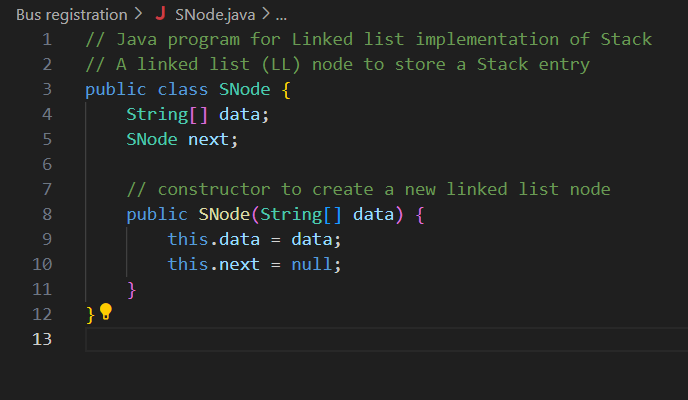 Bus registration > J SNode.java > ...
1 // Java program for Linked list implementation of Stack
2 // A linked list (LL) node to store a Stack entry
3 public class SNode {
4     String[] data;
5     SNode next;
6
7     // constructor to create a new linked list node
8     public SNode(String[] data) {
9         this.data = data;
10         this.next = null;
11     }
12 }
13